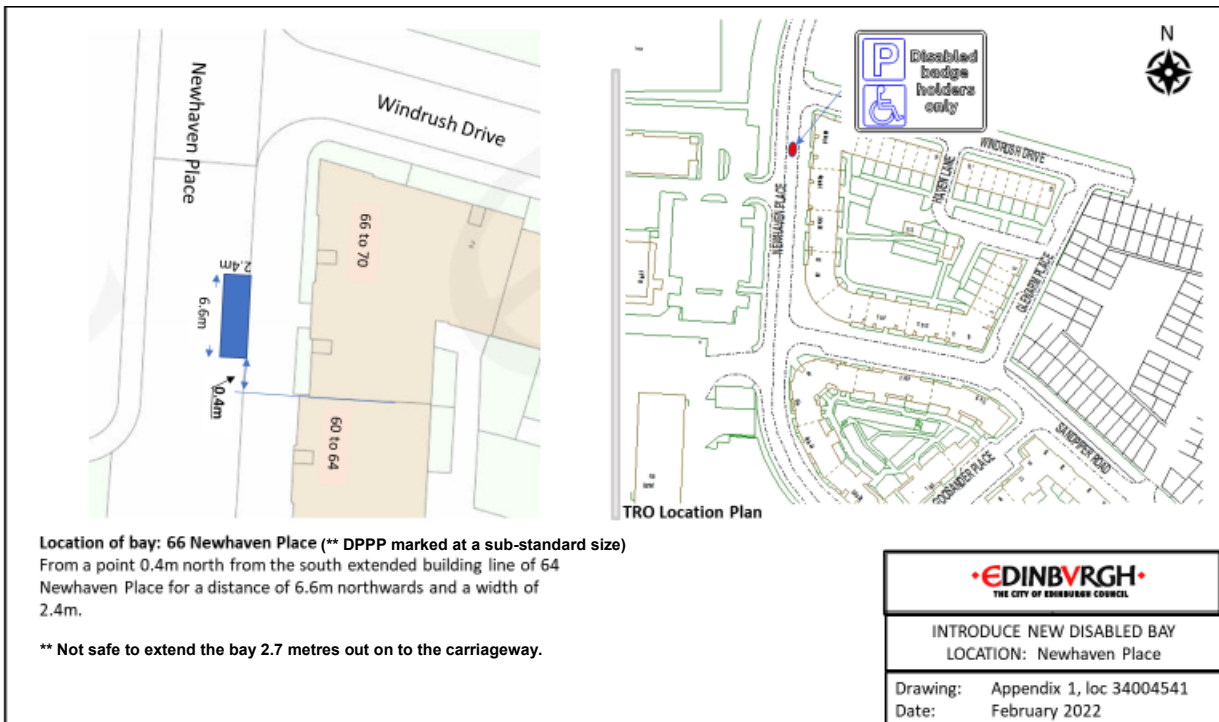 Newhaven Place
Windrush Drive
66 to 70
2
2.4m
6.6m
0.4m
60 to 64
P
Disabled
badge
holders
only
N
WINDRUSH DRIVE
HAVEN LANE
NEWHAVEN PLACE
GLENARM PLACE
SANDPIPER ROAD
GOOSANDER PLACE
TRO Location Plan
Location of bay: 66 Newhaven Place (** DPPP marked at a sub-standard size)
From a point 0.4m north from the south extended building line of 64
Newhaven Place for a distance of 6.6m northwards and a width of
2.4m.
** Not safe to extend the bay 2.7 metres out on to the carriageway.
•EDINBVRGH•
THE CITY OF EDINBURGH COUNCIL
INTRODUCE NEW DISABLED BAY
LOCATION: Newhaven Place
Drawing: Appendix 1, loc 34004541
Date: February 2022